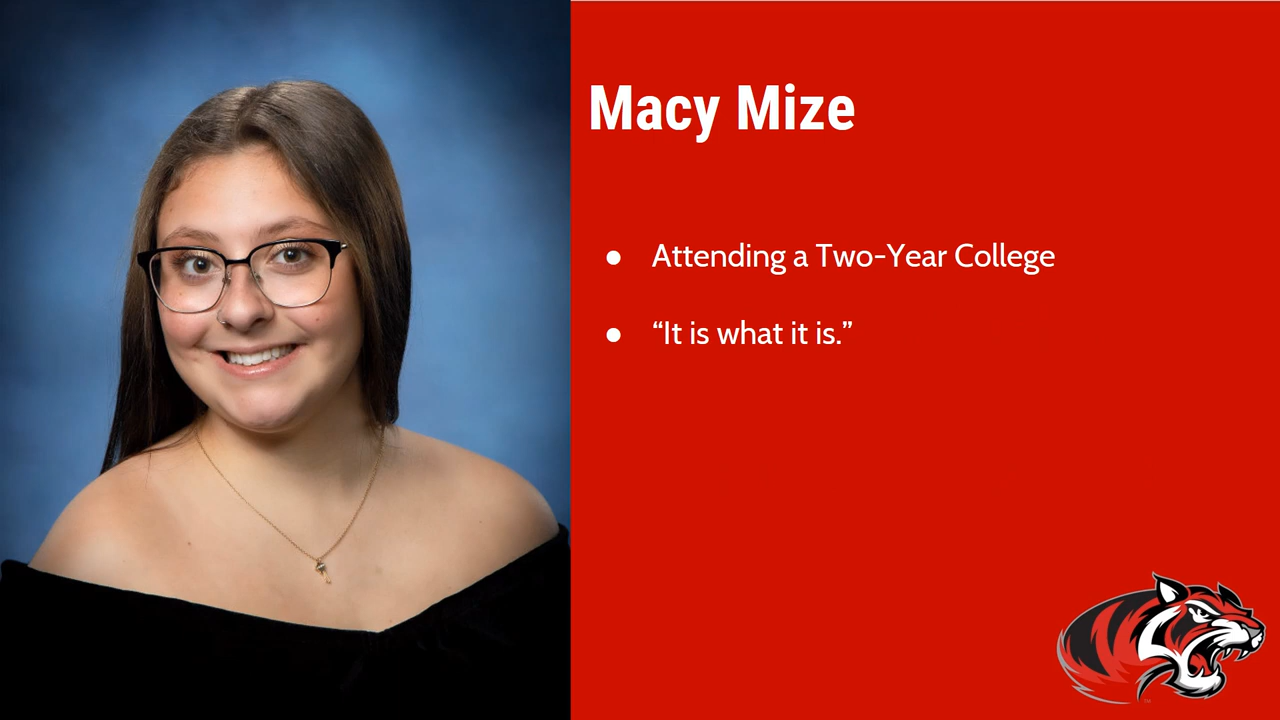 Macy Mize
● Attending a Two-Year College
● “It is what it is.”